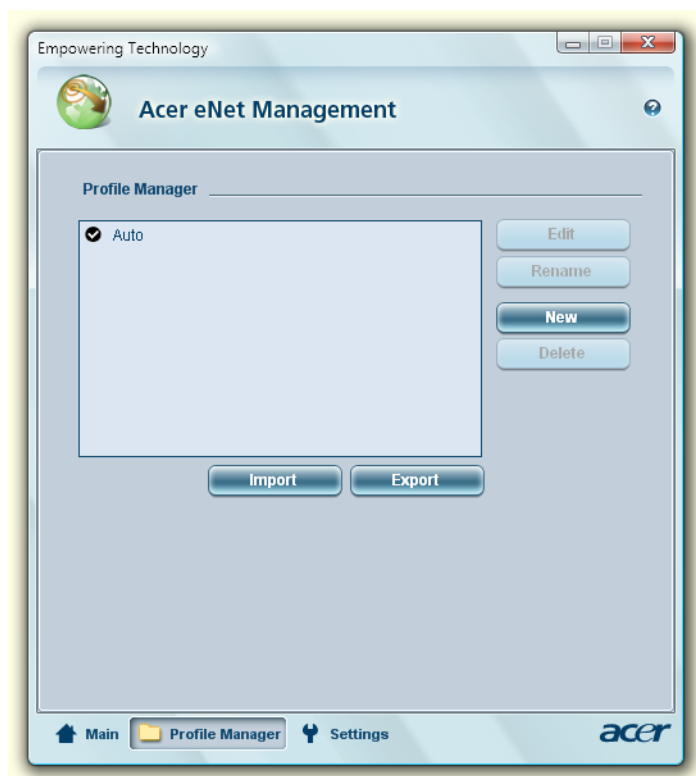 Empowering Technology
Acer eNet Management
Profile Manager
Auto
Edit
Rename
New
Delete
Import Export
Main Profile Manager Settings acer